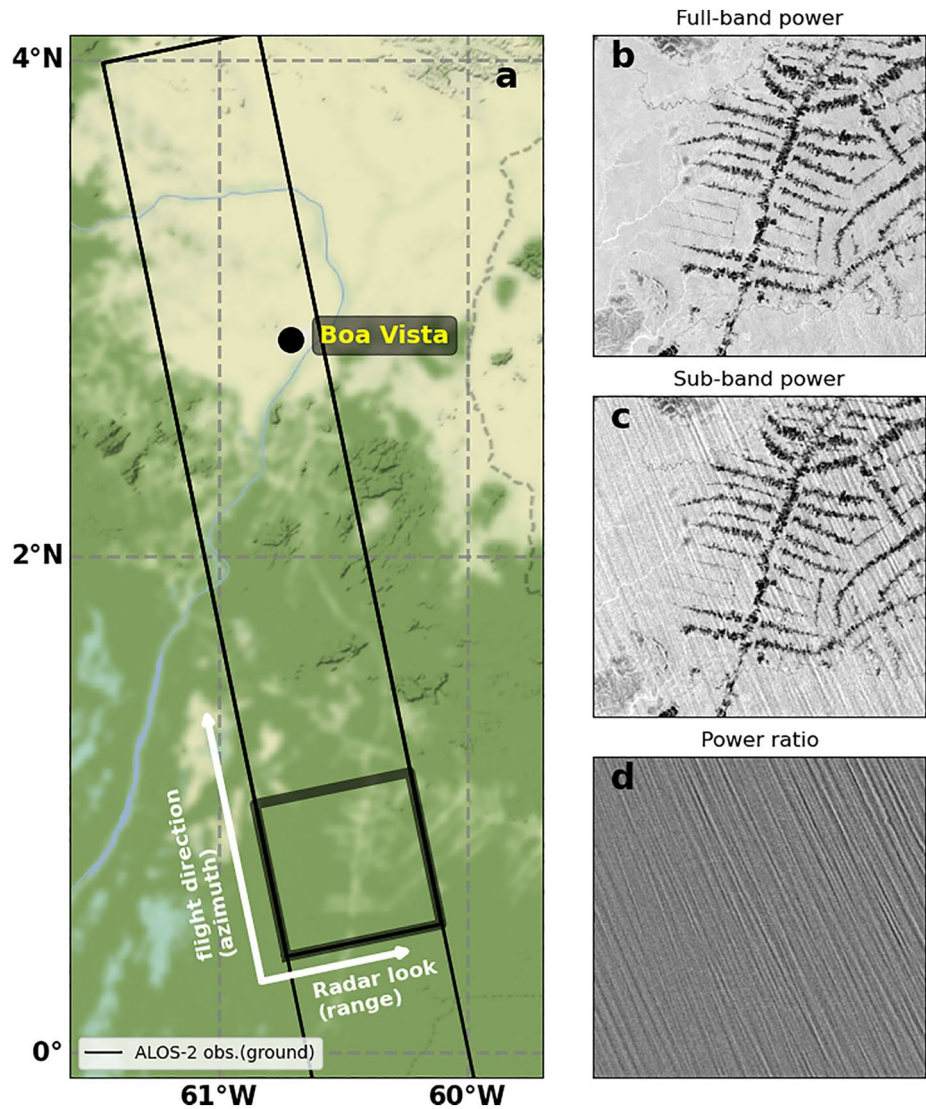 Full-band power
4°N
a
b
Boa Vista
Sub-band power
c
2°N
Power ratio
d
flight direction
(azimuth)
Radar look
(range)
0°
ALOS-2 obs.(ground)
61°W
60°W